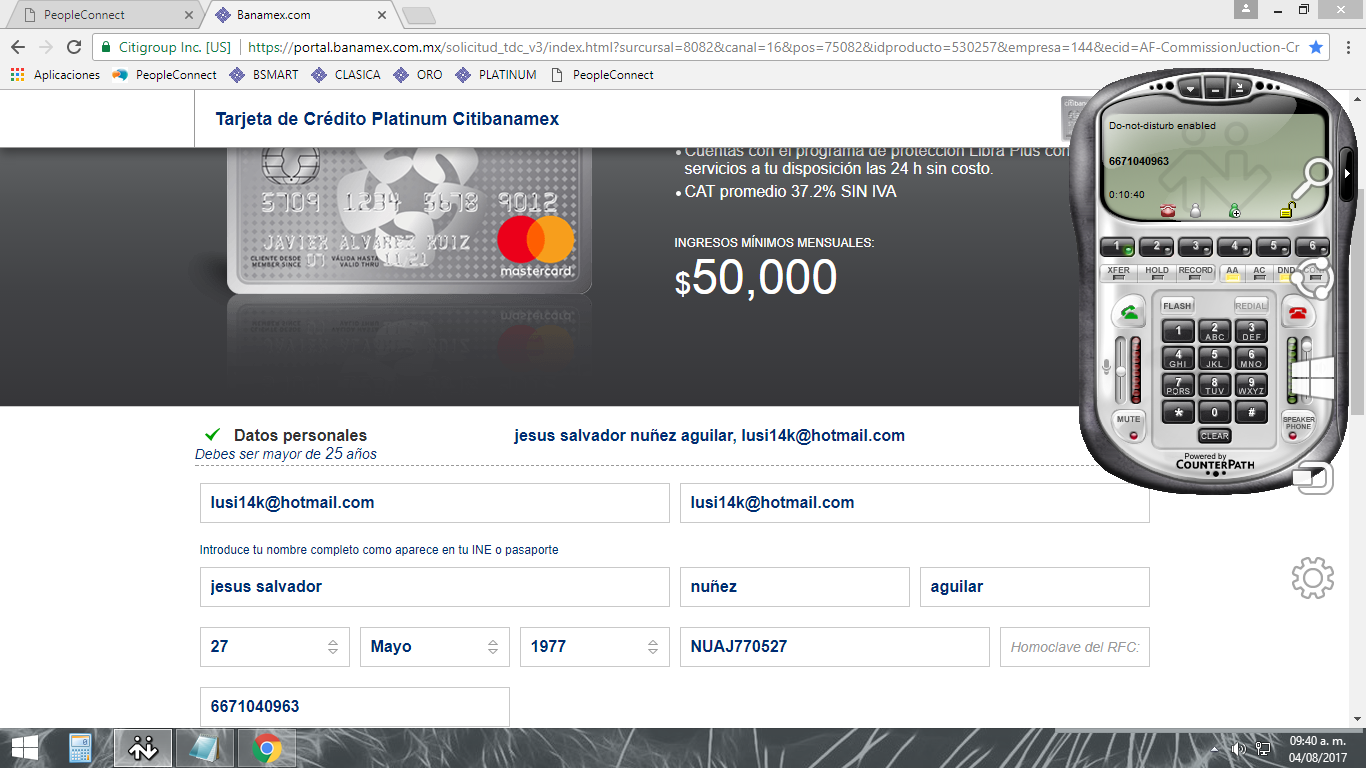 PeopleConnect
Banamex.com
Citigroup Inc. [US]
https://portal.banamex.com.mx/solicitud_tdc_v3/index.html?surcursal=8082&canal=16&pos=75082&idproducto=530257&empresa=144&ecid=AF-CommissionJuction-Cr
Aplicaciones PeopleConnect BSMART CLASICA ORO PLATINUM PeopleConnect
Tarjeta de Crédito Platinum Citibanamex
Cuentas con el programa de protección Libra Plus con
servicios a tu disposición las 24 h sin costo.
CAT promedio 37.2% SIN IVA
INGRESOS MÍNIMOS MENSUALES:
$50,000
5709 1234 5678 9012
JAVIER ALVAREZ RUIZ
CLIENTE DESDE
MEMBER SINCE
VÁLIDA HASTA
VALID THRU
mastercard
Do-not-disturb enabled
6671040963
0:10:40
1 2 3 4 5 6
XFER HOLD RECORD AA AC DND CONF
FLASH REDIAL
1 2 ABC 3 DEF
4 GHI 5 JKL 6 MNO
7 PQRS 8 TUV 9 WXYZ
* 0 #
MUTE
SPEAKER PHONE
CLEAR
Powered by
COUNTERPATH
Datos personales
jesus salvador nuñez aguilar, lusi14k@hotmail.com
Debes ser mayor de 25 años
lusi14k@hotmail.com
lusi14k@hotmail.com
Introduce tu nombre completo como aparece en tu INE o pasaporte
jesus salvador
nuñez
aguilar
27
Mayo
1977
NUAJ770527
Homoclave del RFC:
6671040963
09:40 a. m.
04/08/2017